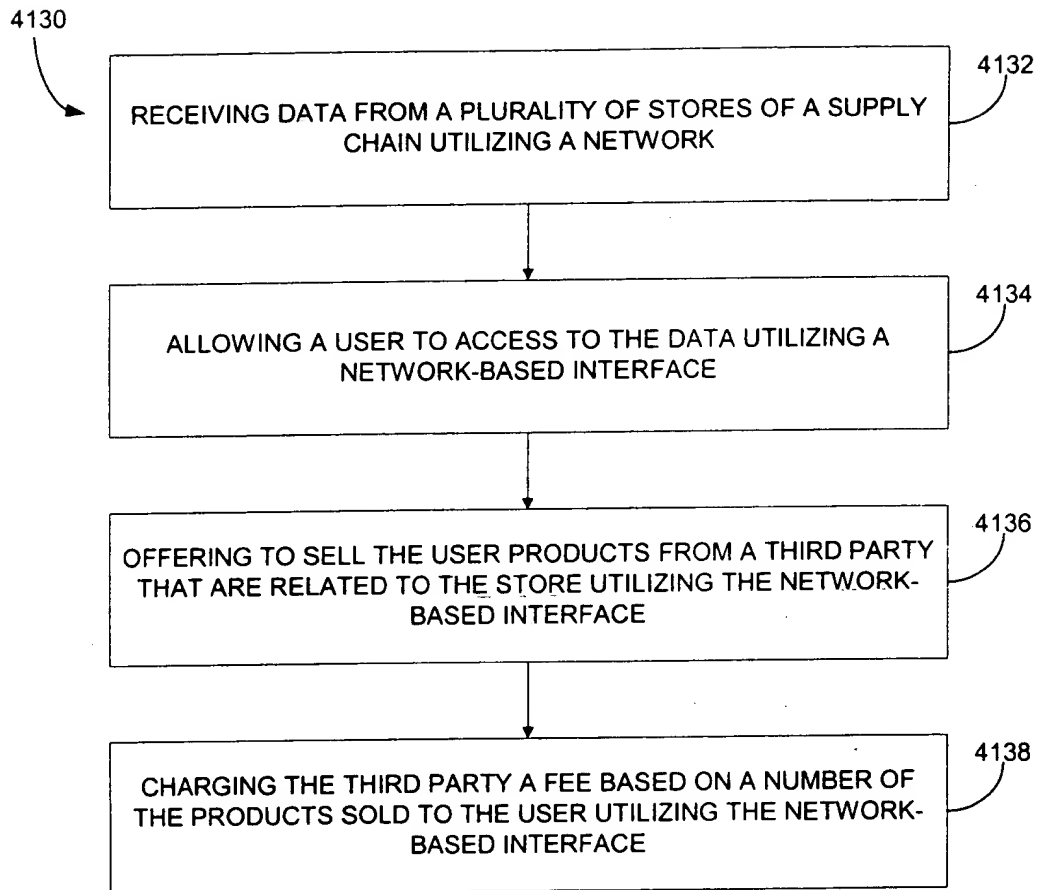 4130
4132
RECEIVING DATA FROM A PLURALITY OF STORES OF A SUPPLY
CHAIN UTILIZING A NETWORK
4134
ALLOWING A USER TO ACCESS TO THE DATA UTILIZING A
NETWORK-BASED INTERFACE
4136
OFFERING TO SELL THE USER PRODUCTS FROM A THIRD PARTY
THAT ARE RELATED TO THE STORE UTILIZING THE NETWORK-
BASED INTERFACE
4138
CHARGING THE THIRD PARTY A FEE BASED ON A NUMBER OF
THE PRODUCTS SOLD TO THE USER UTILIZING THE NETWORK-
BASED INTERFACE